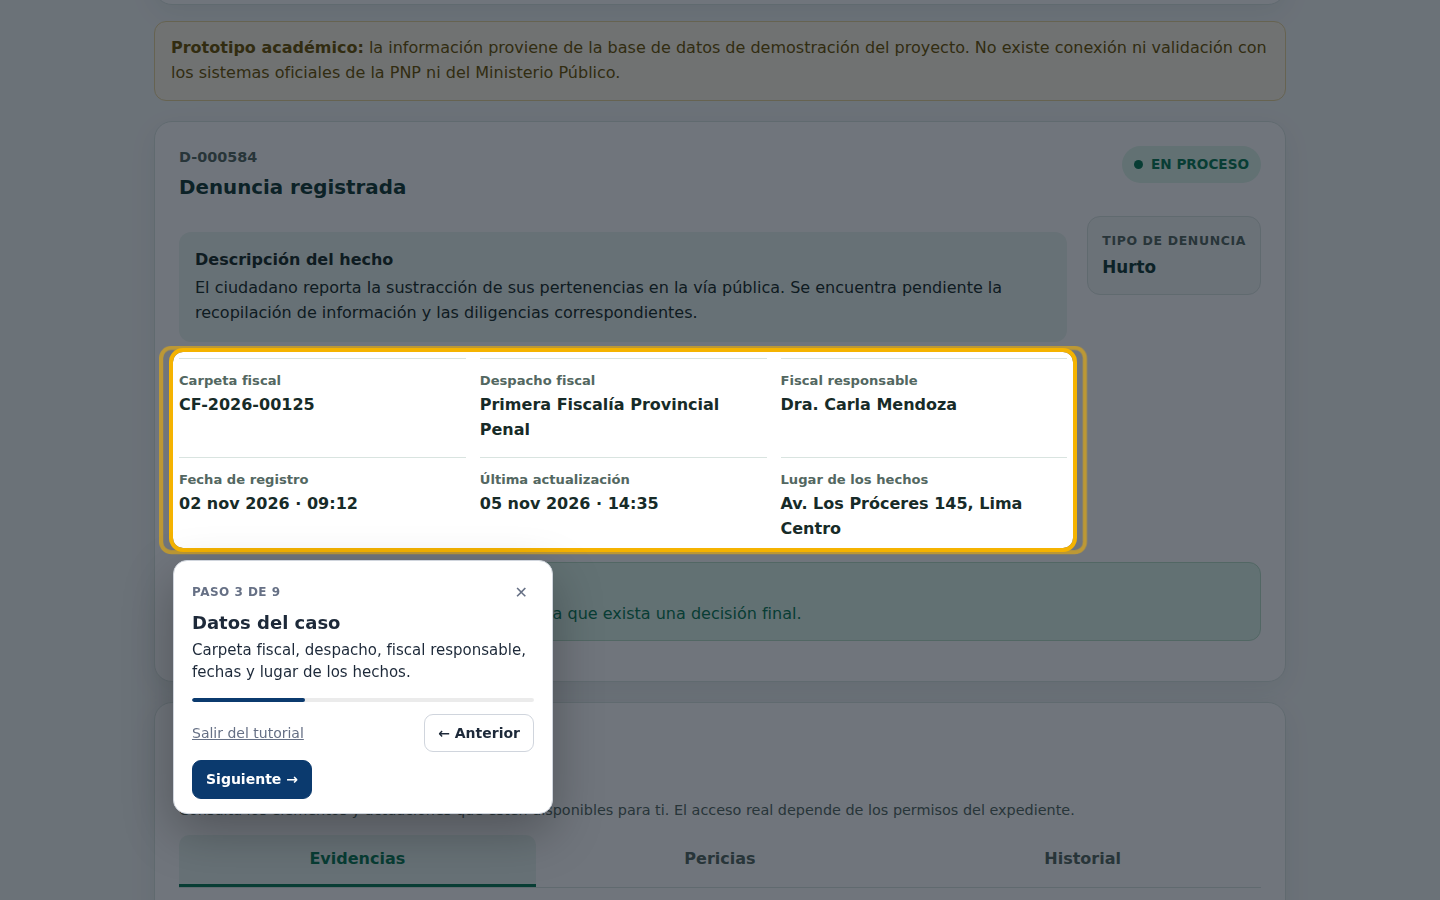 Prototipo académico: la información proviene de la base de datos de demostración del proyecto. No existe conexión ni validación con
los sistemas oficiales de la PNP ni del Ministerio Público.
D-000584
EN PROCESO
Denuncia registrada
TIPO DE DENUNCIA
Hurto
Descripción del hecho
El ciudadano reporta la sustracción de sus pertenencias en la vía pública. Se encuentra pendiente la
recopilación de información y las diligencias correspondientes.
Carpeta fiscal
CF-2026-00125
Despacho fiscal
Primera Fiscalía Provincial
Penal
Fiscal responsable
Dra. Carla Mendoza
Fecha de registro
02 nov 2026 · 09:12
Última actualización
05 nov 2026 · 14:35
Lugar de los hechos
Av. Los Próceres 145, Lima
Centro
que exista una decisión final.
PASO 3 DE 9
×
Datos del caso
Carpeta fiscal, despacho, fiscal responsable,
fechas y lugar de los hechos.
Salir del tutorial
← Anterior
Siguiente →
para ti. El acceso real depende de los permisos del expediente.
Evidencias
Pericias
Historial